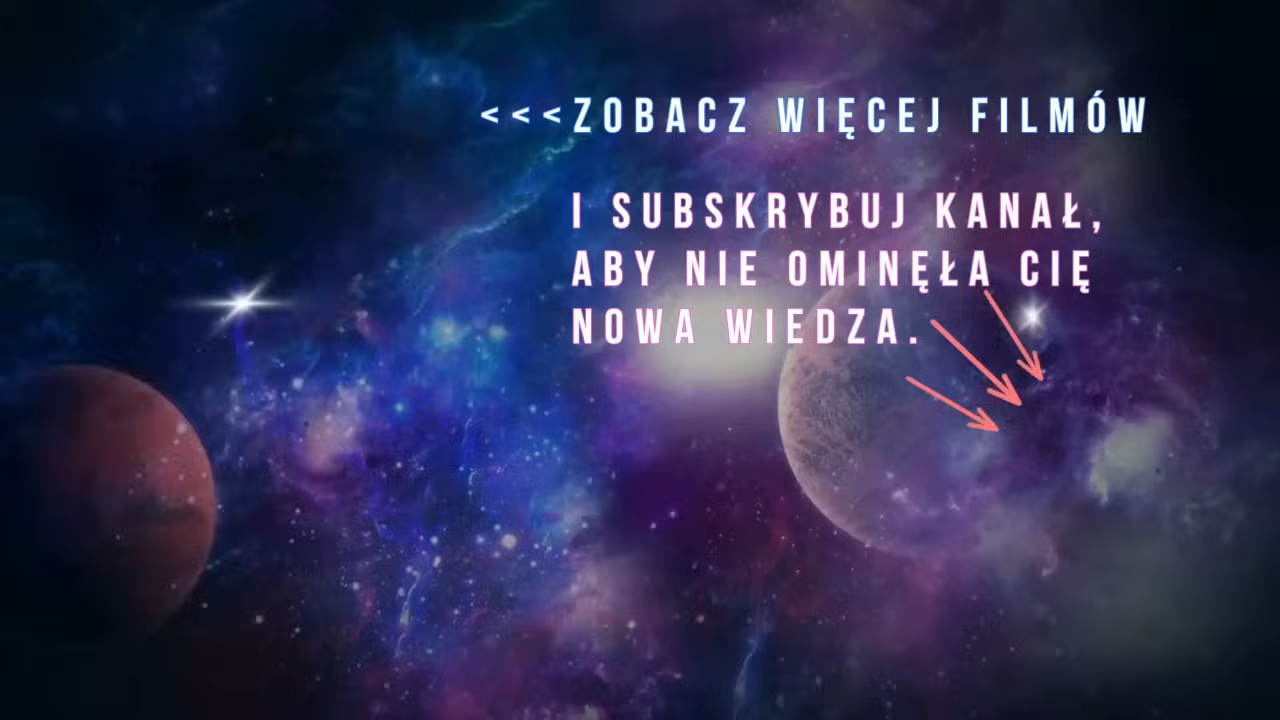 <<<ZOBACZ WIĘCEJ FILMÓW
I SUBSKRYBUJ KANAŁ,
ABY NIE OMINĘŁA CIĘ
NOWA WIEDZA.